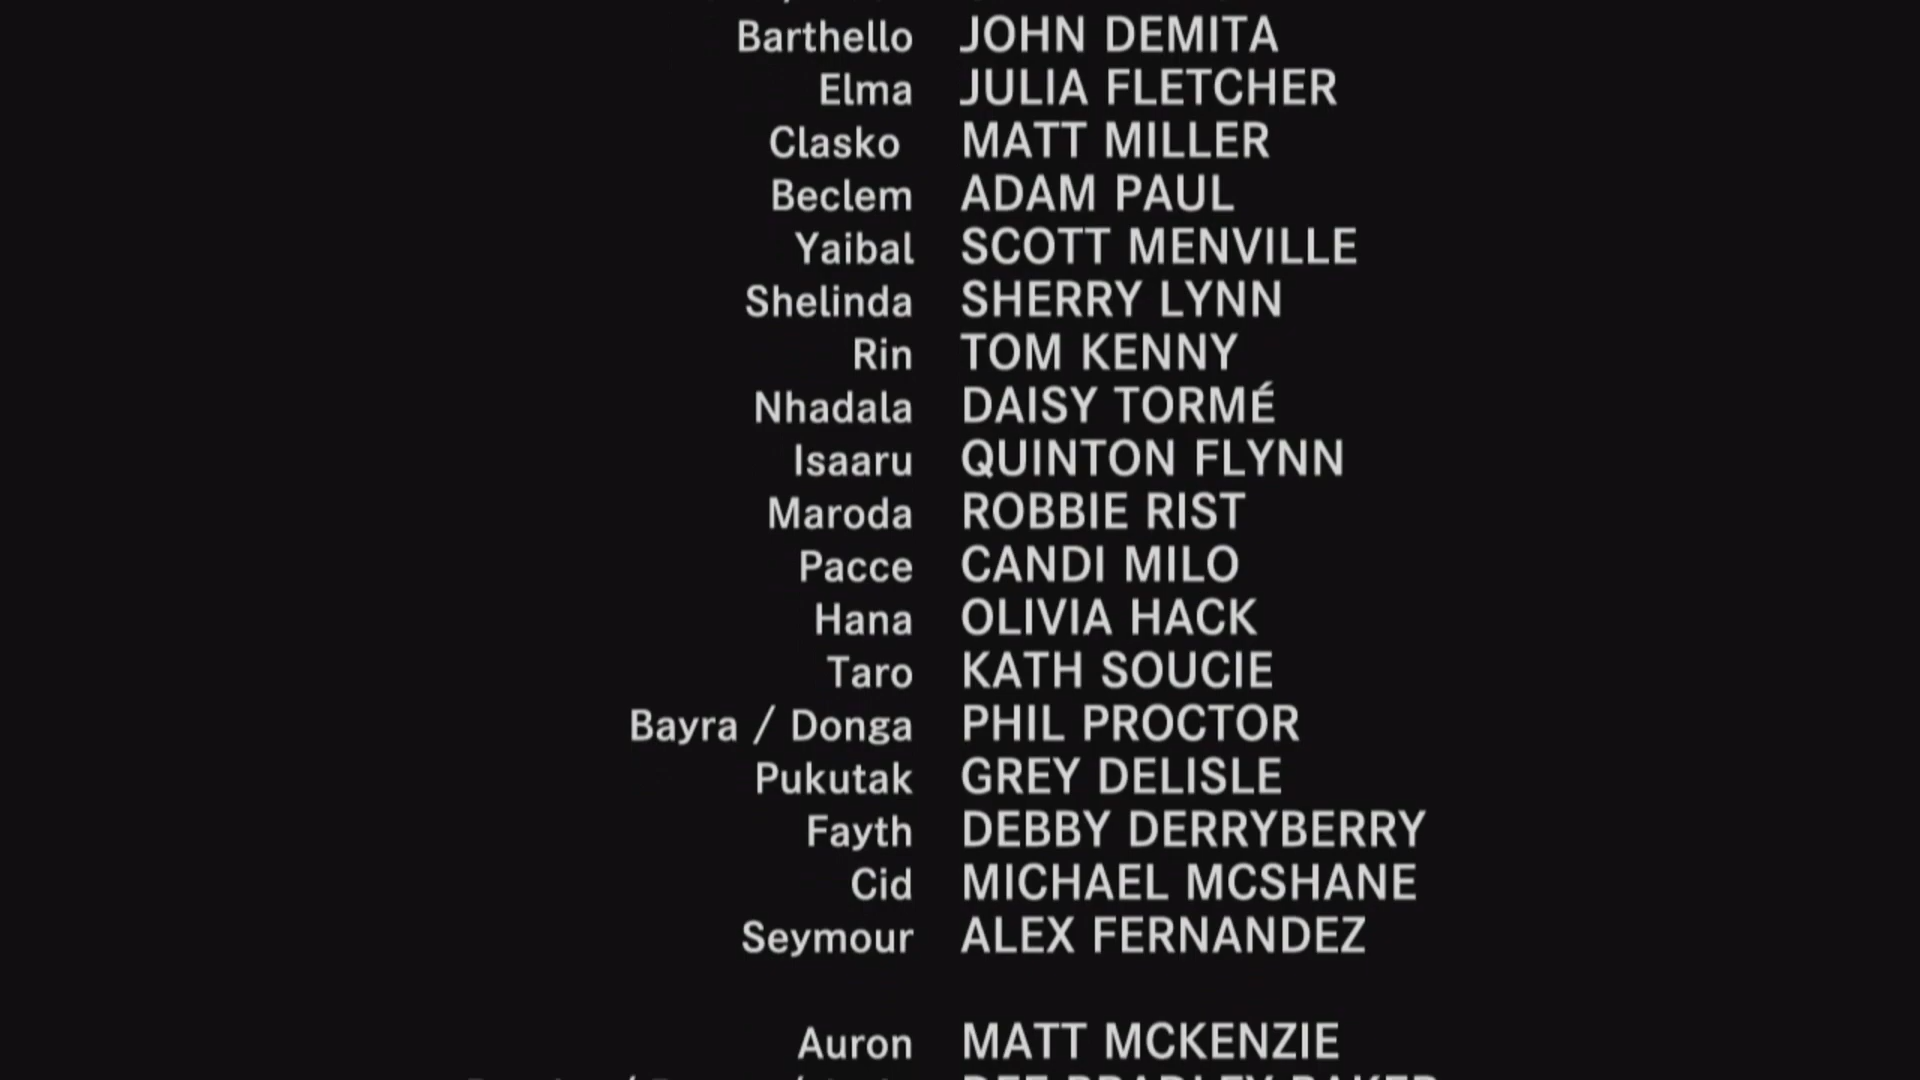 Barthello JOHN DEMITA
Elma JULIA FLETCHER
Clasko MATT MILLER
Beclem ADAM PAUL
Yaibal SCOTT MENVILLE
Shelinda SHERRY LYNN
Rin TOM KENNY
Nhadala DAISY TORMÉ
Isaaru QUINTON FLYNN
Maroda ROBBIE RIST
Pacce CANDI MILO
Hana OLIVIA HACK
Taro KATH SOUCIE
Bayra / Donga PHIL PROCTOR
Pukutak GREY DELISLE
Fayth DEBBY DERRYBERRY
Cid MICHAEL MCSHANE
Seymour ALEX FERNANDEZ
Auron MATT MCKENZIE